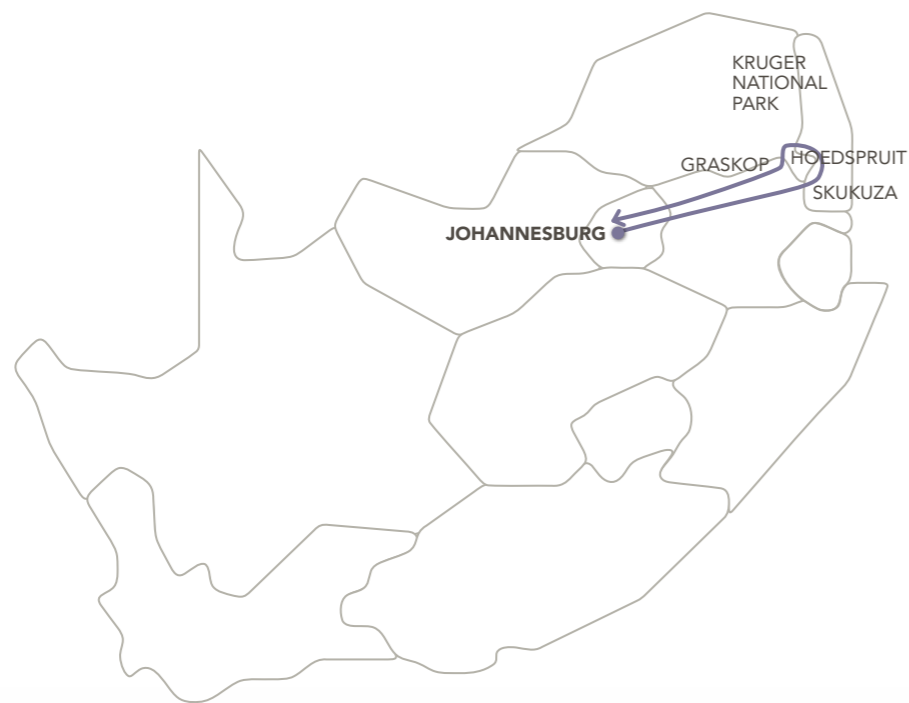 KRUGER
NATIONAL
PARK
GRASKOP
HOEDSPRUIT
SKUKUZA
JOHANNESBURG